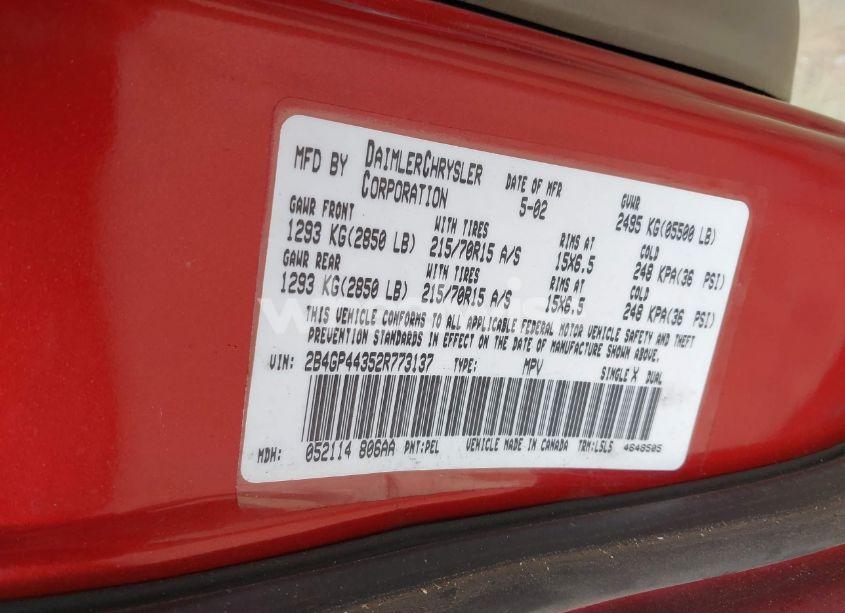 MFD BY DAIMLERCHRYSLER CORPORATION
DATE OF MFR 5-02
GVWR 2495 KG(05500 LB)
GAWR FRONT WITH TIRES RIMS AT COLD
1293 KG(2850 LB) 215/70R15 A/S 15X6.5 248 KPA(36 PSI)
GAWR REAR WITH TIRES RIMS AT COLD
1293 KG(2850 LB) 215/70R15 A/S 15X6.5 248 KPA(36 PSI)
THIS VEHICLE CONFORMS TO ALL APPLICABLE FEDERAL MOTOR VEHICLE SAFETY AND THEFT
PREVENTION STANDARDS IN EFFECT ON THE DATE OF MANUFACTURE SHOWN ABOVE.
VIN: 2B4GP44352R773137 TYPE: MPV SINGLE X DUAL
MDH: 052114 806AA PNT:PEL VEHICLE MADE IN CANADA TRM:L5L5 4648505